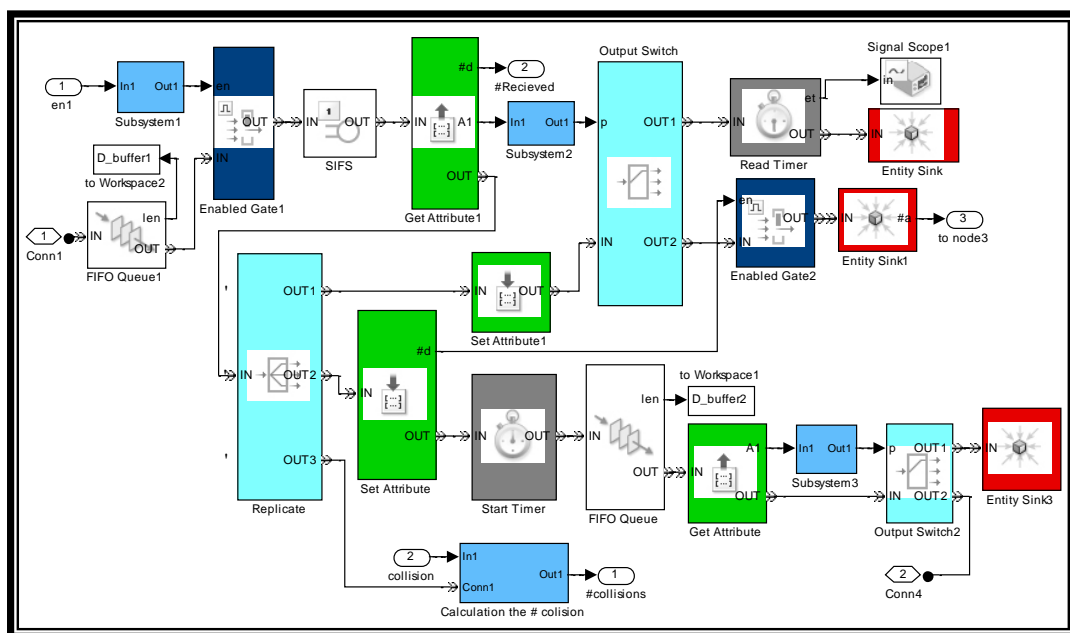 1
en1
In1 Out1
Subsystem1
en
OUT
IN
Enabled Gate1
D_buffer1
to Workspace2
1
Conn1
len
IN
OUT
FIFO Queue1
IN OUT
SIFS
#d
IN A1
OUT
Get Attribute1
2
#Recieved
In1 Out1
Subsystem2
Output Switch
p OUT1
IN OUT2
IN et
OUT
Read Timer
Signal Scope1
in
IN
Entity Sink
en
OUT
IN
Enabled Gate2
IN #a
Entity Sink1
3
to node3
OUT1
IN OUT2
OUT3
Replicate
IN OUT
Set Attribute1
#d
IN
OUT
Set Attribute
IN OUT
Start Timer
len
IN
OUT
FIFO Queue
to Workspace1
D_buffer2
A1
IN
OUT
Get Attribute
In1 Out1
Subsystem3
p OUT1
IN OUT2
Output Switch2
IN
Entity Sink3
2
collision
In1
Out1
Conn1
Calculation the # colision
1
#collisions
2
Conn4